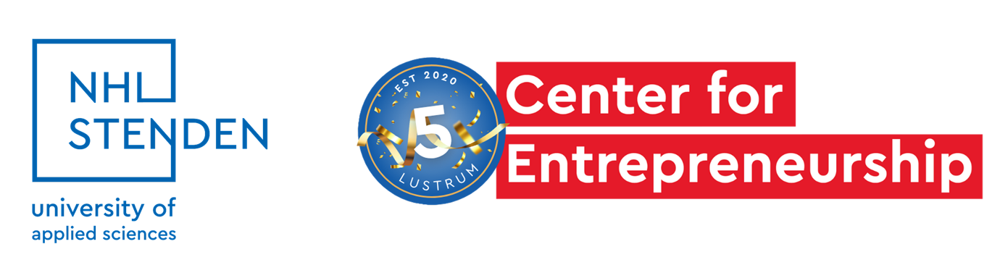 NHL
STENDEN
university of
applied sciences
EST 2020
5
LUSTRUM
Center for
Entrepreneurship